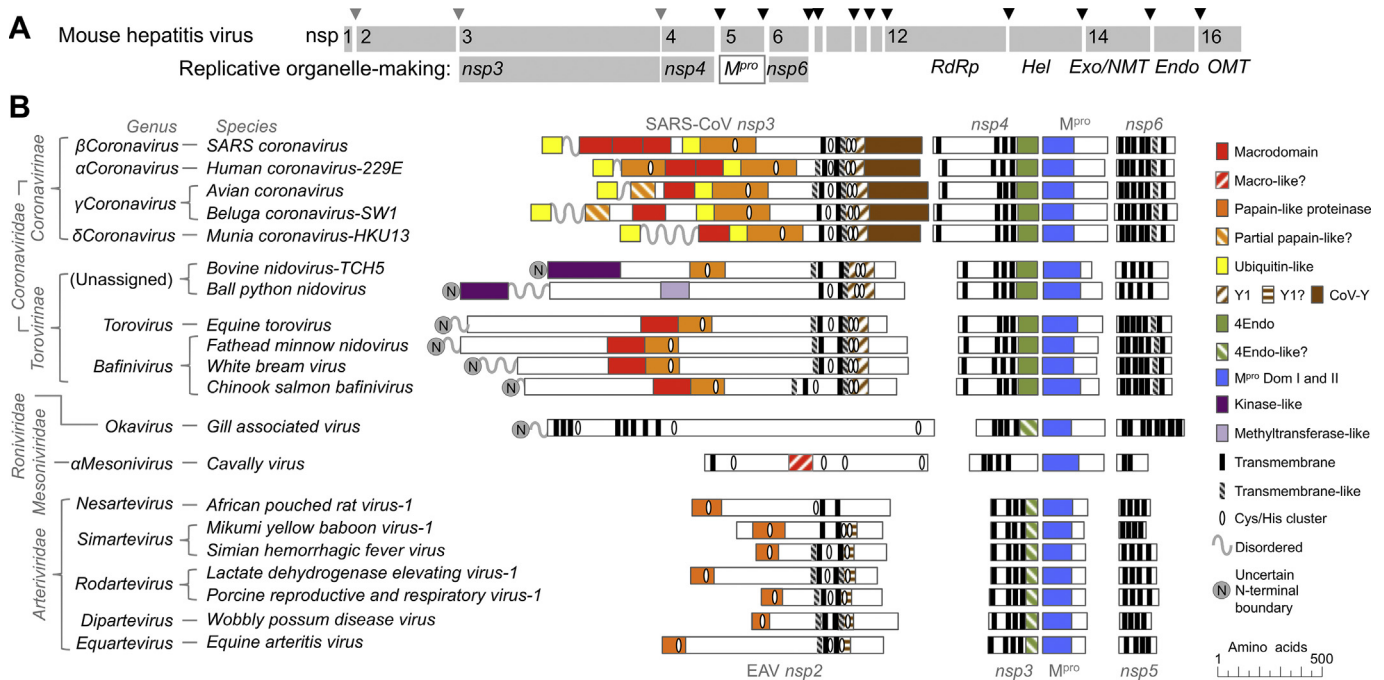 A
Mouse hepatitis virus nsp 1 2 3 4 5 6 12 14 16
Replicative organelle-making: nsp3 nsp4 Mpro nsp6 RdRp Hel Exo/NMT Endo OMT
B
Genus Species SARS-CoV nsp3 nsp4 Mpro nsp6
Coronaviridae
Coronavirinae
βCoronavirus SARS coronavirus
αCoronavirus Human coronavirus-229E
γCoronavirus Avian coronavirus
Beluga coronavirus-SW1
δCoronavirus Munia coronavirus-HKU13
Torovirinae
(Unassigned) Bovine nidovirus-TCH5
N
Ball python nidovirus
N
Torovirus Equine torovirus
N
Fathead minnow nidovirus
N
Bafinivirus White bream virus
N
Chinook salmon bafinivirus
N
Roniviridae
Okavirus Gill associated virus
N
Mesoniviridae
αMesonivirus Cavally virus
Arteriviridae
Nesartevirus African pouched rat virus-1
Simartevirus Mikumi yellow baboon virus-1
Simian hemorrhagic fever virus
Rodartevirus Lactate dehydrogenase elevating virus-1
Porcine reproductive and respiratory virus-1
Dipartevirus Wobbly possum disease virus
Equartevirus Equine arteritis virus
EAV nsp2 nsp3 Mpro nsp5
Macrodomain
Macro-like?
Papain-like proteinase
Partial papain-like?
Ubiquitin-like
Y1 Y1? CoV-Y
4Endo
4Endo-like?
Mpro Dom I and II
Kinase-like
Methyltransferase-like
Transmembrane
Transmembrane-like
Cys/His cluster
Disordered
N
Uncertain
N-terminal
boundary
Amino acids
1 500